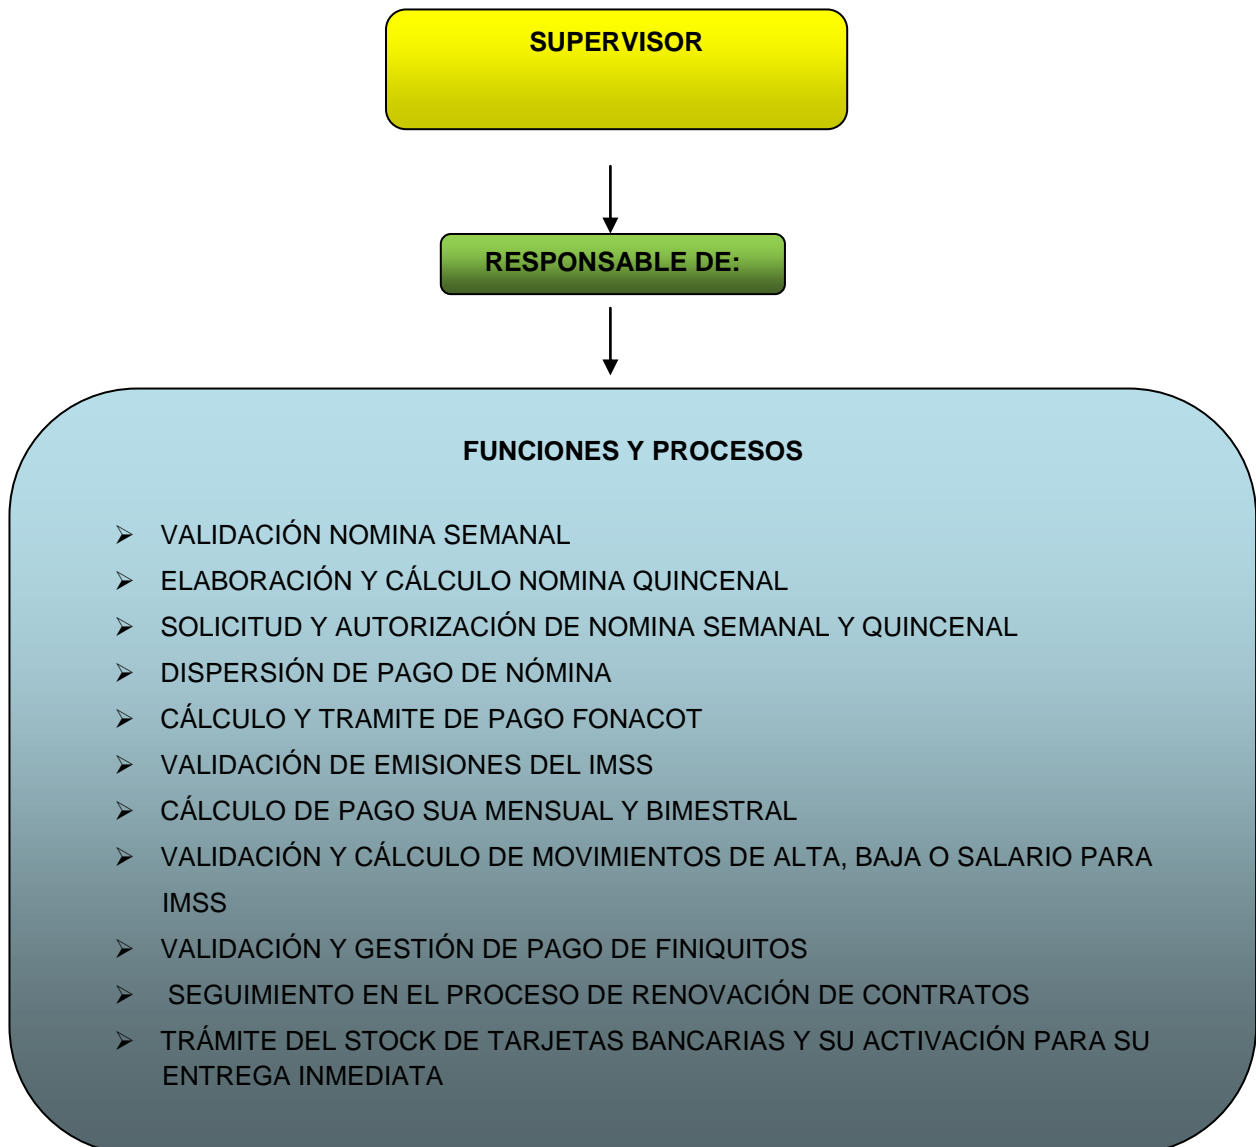 SUPERVISOR
RESPONSABLE DE:
FUNCIONES Y PROCESOS
➢ VALIDACIÓN NOMINA SEMANAL
➢ ELABORACIÓN Y CÁLCULO NOMINA QUINCENAL
➢ SOLICITUD Y AUTORIZACIÓN DE NOMINA SEMANAL Y QUINCENAL
➢ DISPERSIÓN DE PAGO DE NÓMINA
➢ CÁLCULO Y TRAMITE DE PAGO FONACOT
➢ VALIDACIÓN DE EMISIONES DEL IMSS
➢ CÁLCULO DE PAGO SUA MENSUAL Y BIMESTRAL
➢ VALIDACIÓN Y CÁLCULO DE MOVIMIENTOS DE ALTA, BAJA O SALARIO PARA
IMSS
➢ VALIDACIÓN Y GESTIÓN DE PAGO DE FINIQUITOS
➢ SEGUIMIENTO EN EL PROCESO DE RENOVACIÓN DE CONTRATOS
➢ TRÁMITE DEL STOCK DE TARJETAS BANCARIAS Y SU ACTIVACIÓN PARA SU
ENTREGA INMEDIATA